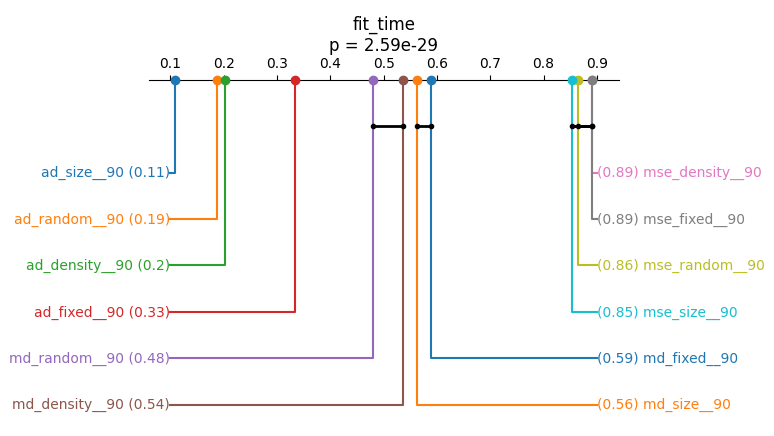 fit_time
p = 2.59e-29
0.1 0.2 0.3 0.4 0.5 0.6 0.7 0.8 0.9
ad_size__90 (0.11)
(0.89) mse_density__90
ad_random__90 (0.19)
(0.89) mse_fixed__90
ad_density__90 (0.2)
(0.86) mse_random__90
ad_fixed__90 (0.33)
(0.85) mse_size__90
md_random__90 (0.48)
(0.59) md_fixed__90
md_density__90 (0.54)
(0.56) md_size__90